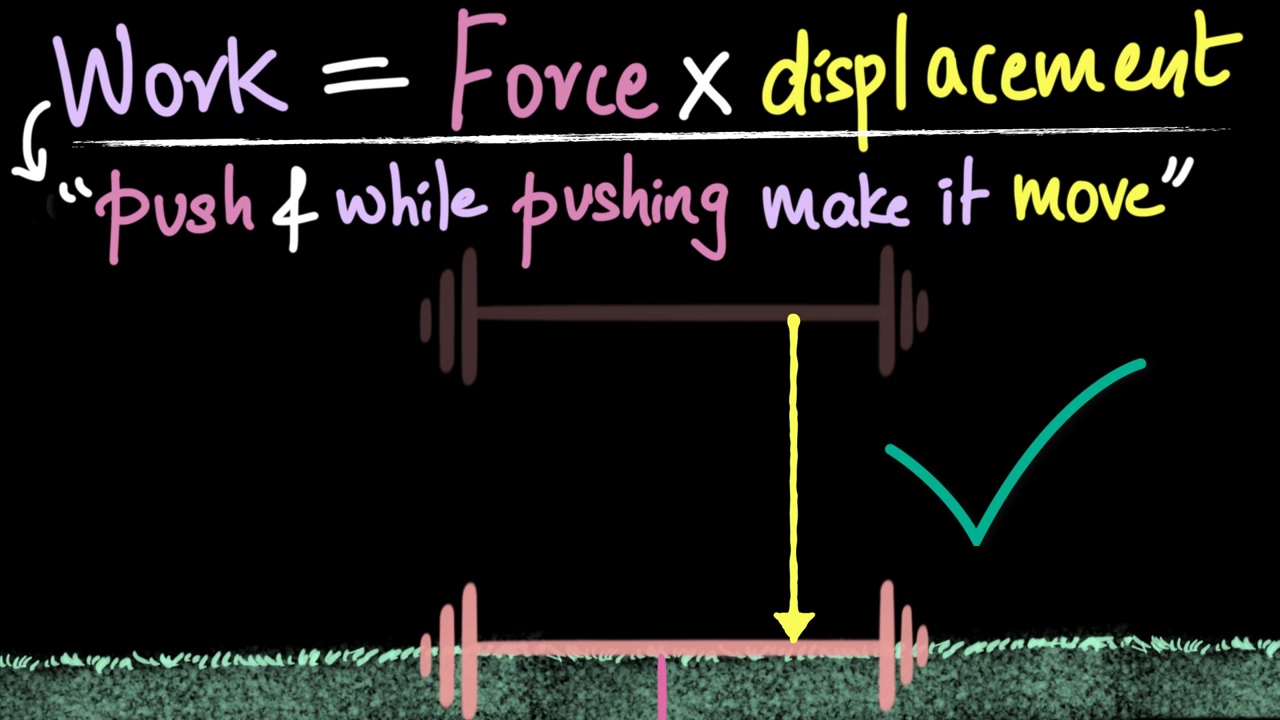 Work = Force x displacement
"push & while pushing make it move"